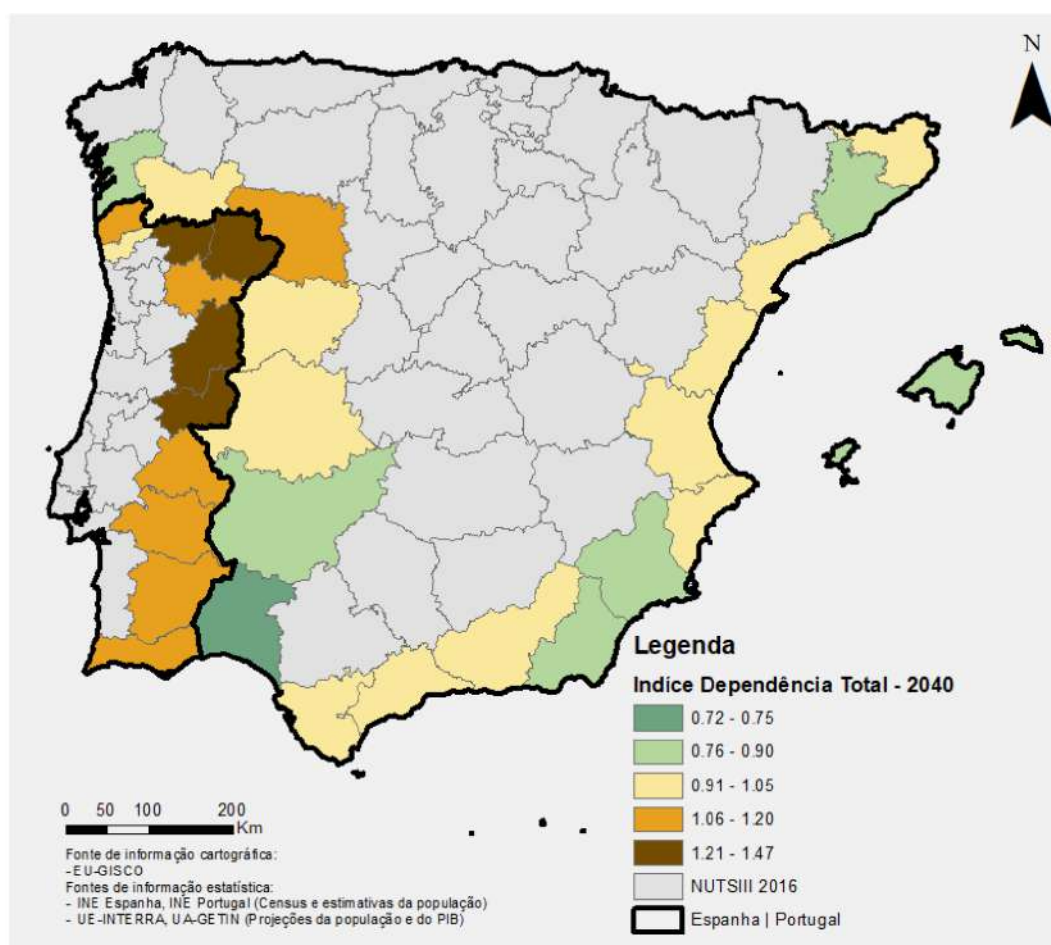 N
Legenda
Indice Dependência Total - 2040
0.72 - 0.75
0.76 - 0.90
0.91 - 1.05
1.06 - 1.20
1.21 - 1.47
NUTSIII 2016
Espanha | Portugal
0 50 100 200
Km
Fonte de informação cartográfica:
-EU-GISCO
Fontes de informação estatística:
- INE Espanha, INE Portugal (Census e estimativas da população)
- UE-INTERRA, UA-GETIN (Projeções da população e do PIB)